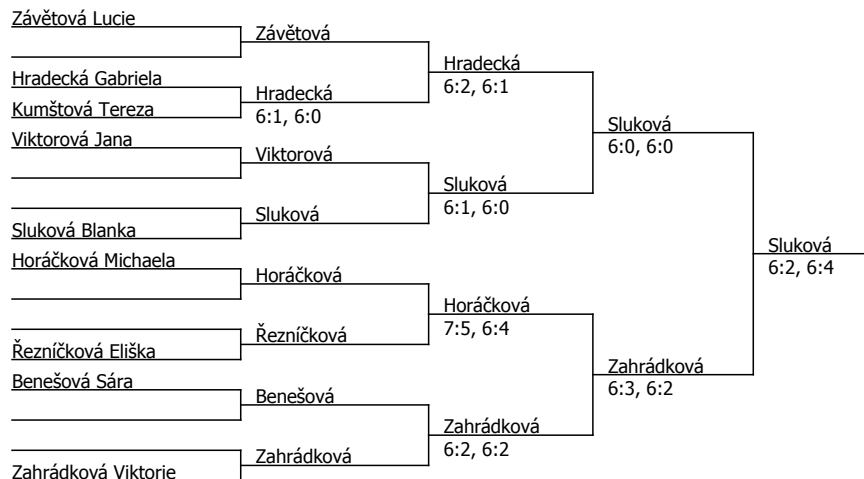 Závětová Lucie
Hradecká Gabriela
Kumštová Tereza
Viktorová Jana
Sluková Blanka
Horáčková Michaela
Řezníčková Eliška
Benešová Sára
Zahrádková Viktorie
Závětová
Hradecká
6:1, 6:0
Viktorová
Sluková
Horáčková
Řezníčková
Benešová
Zahrádková
Hradecká
6:2, 6:1
Sluková
6:1, 6:0
Horáčková
7:5, 6:4
Zahrádková
6:2, 6:2
Sluková
6:0, 6:0
Zahrádková
6:3, 6:2
Sluková
6:2, 6:4